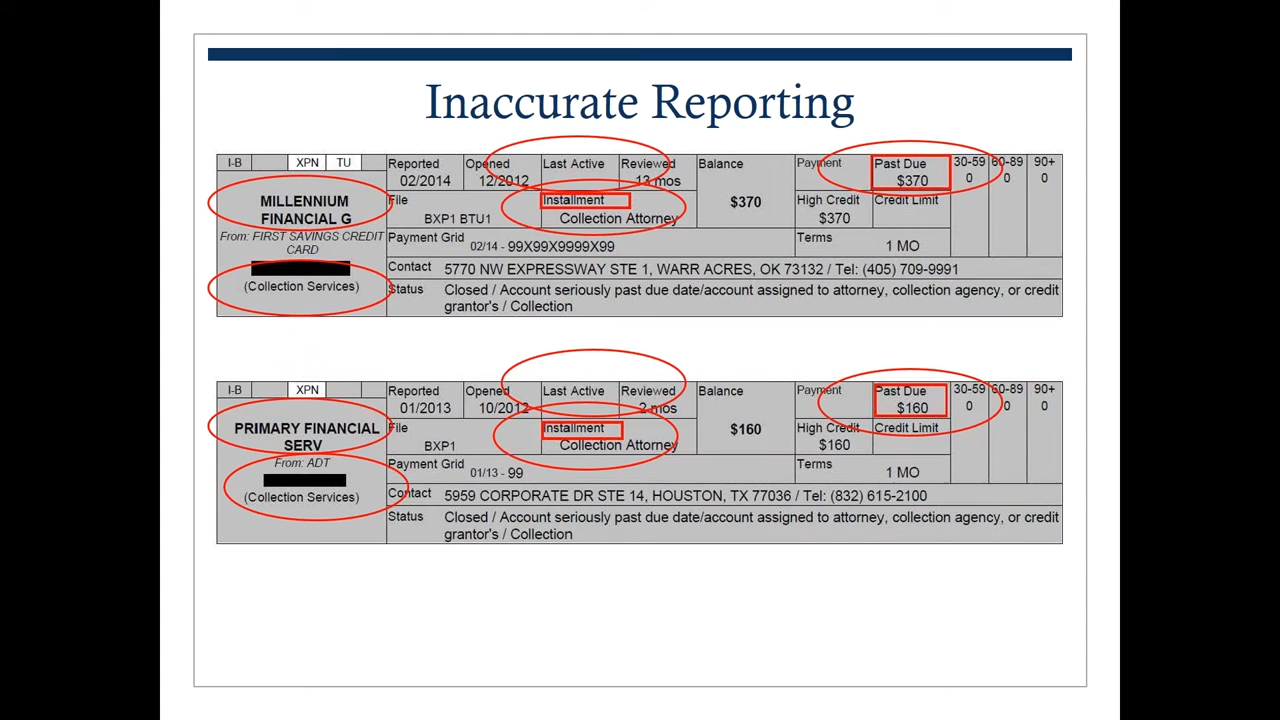 Inaccurate Reporting
I-B XPN TU Reported Opened Last Active Reviewed Balance Payment Past Due 30-59 60-89 90+
02/2014 12/2012 13 mos $370 $370 0 0 0
MILLENNIUM
FINANCIAL G
From: FIRST SAVINGS CREDIT
CARD
(Collection Services)
File Installment High Credit Credit Limit
BXP1 BTU1 Collection Attorney $370
Payment Grid 02/14 - 99X99X9999X99 Terms 1 MO
Contact 5770 NW EXPRESSWAY STE 1, WARR ACRES, OK 73132 / Tel: (405) 709-9991
Status Closed / Account seriously past due date/account assigned to attorney, collection agency, or credit
grantor's / Collection
I-B XPN Reported Opened Last Active Reviewed Balance Payment Past Due 30-59 60-89 90+
01/2013 10/2012 2 mos $160 $160 0 0 0
PRIMARY FINANCIAL
SERV
From: ADT
(Collection Services)
File Installment High Credit Credit Limit
BXP1 Collection Attorney $160
Payment Grid 01/13 - 99 Terms 1 MO
Contact 5959 CORPORATE DR STE 14, HOUSTON, TX 77036 / Tel: (832) 615-2100
Status Closed / Account seriously past due date/account assigned to attorney, collection agency, or credit
grantor's / Collection